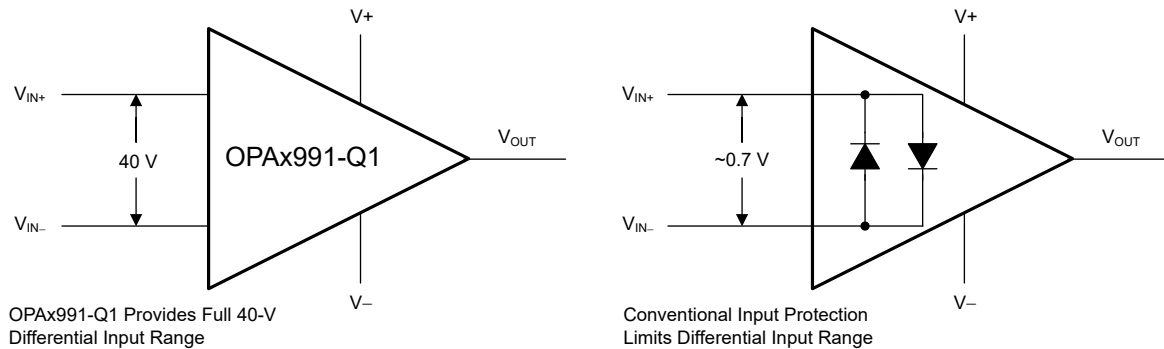 V+
VIN+
40 V
OPAx991-Q1
VOUT
VIN−
V−
OPAx991-Q1 Provides Full 40-V
Differential Input Range
V+
VIN+
~0.7 V
VOUT
VIN−
V−
Conventional Input Protection
Limits Differential Input Range